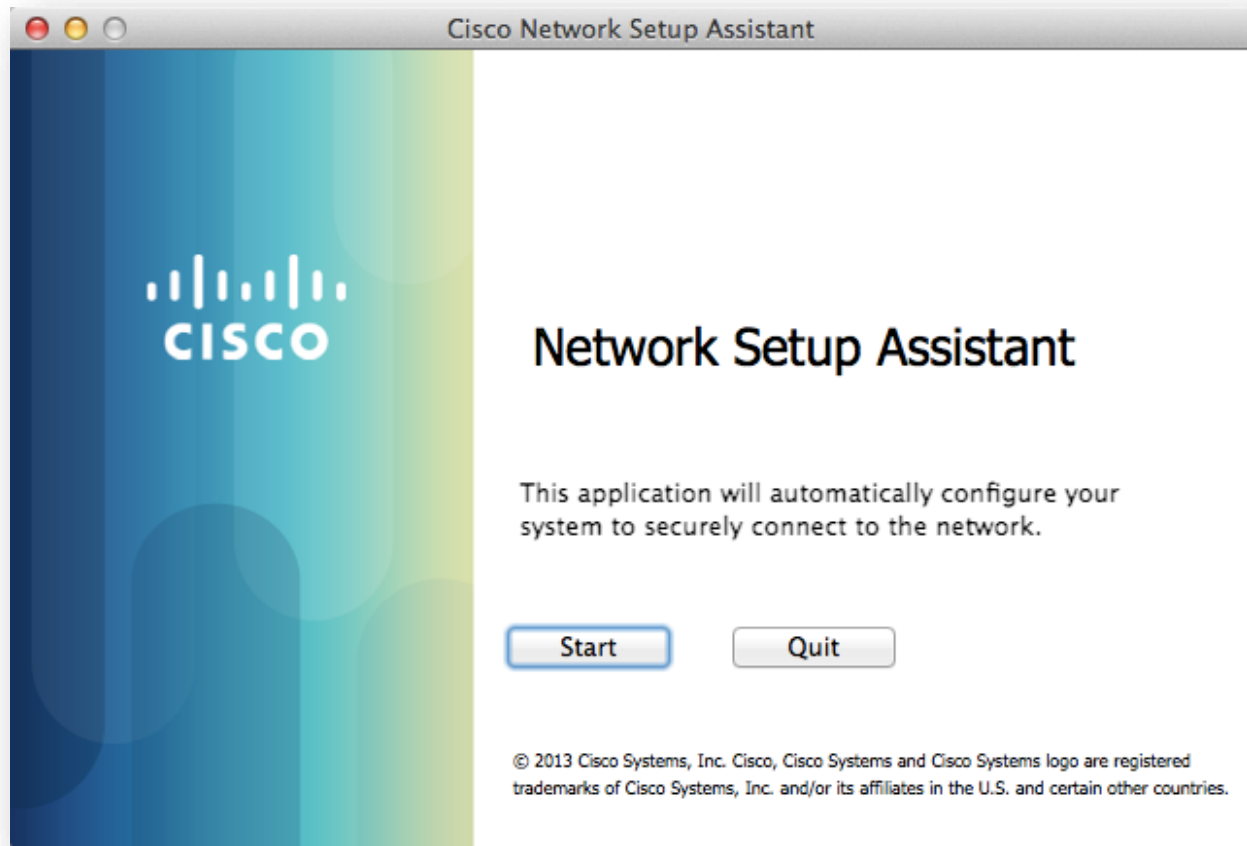 Cisco Network Setup Assistant
CISCO
Network Setup Assistant
This application will automatically configure your
system to securely connect to the network.
Start
Quit
© 2013 Cisco Systems, Inc. Cisco, Cisco Systems and Cisco Systems logo are registered
trademarks of Cisco Systems, Inc. and/or its affiliates in the U.S. and certain other countries.